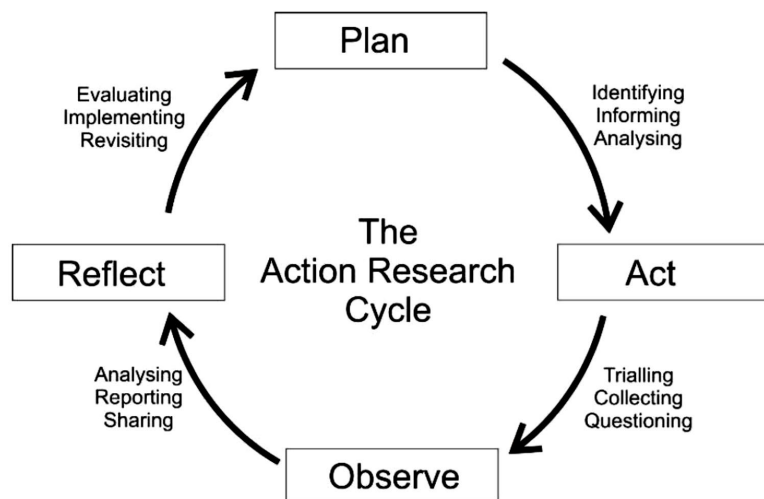 Plan
Evaluating
Implementing
Revisiting
Identifying
Informing
Analysing
The
Action Research
Cycle
Reflect
Act
Analysing
Reporting
Sharing
Trialling
Collecting
Questioning
Observe